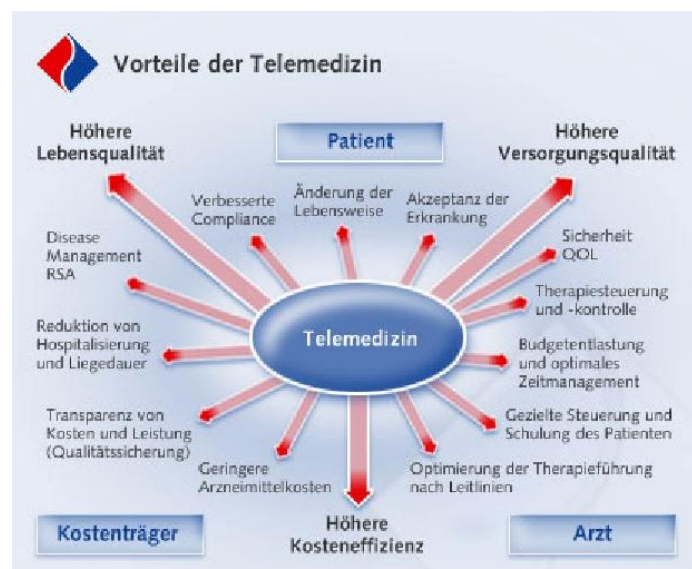 Vorteile der Telemedizin
Höhere
Lebensqualität
Patient
Höhere
Versorgungsqualität
Verbesserte
Compliance
Änderung der
Lebensweise
Akzeptanz der
Erkrankung
Disease
Management
RSA
Sicherheit
QOL
Reduktion von
Hospitalisierung
und Liegedauer
Telemedizin
Therapiesteuerung
und -kontrolle
Budgetentlastung
und optimales
Zeitmanagement
Transparenz von
Kosten und Leistung
(Qualitätssicherung)
Gezielte Steuerung und
Schulung des Patienten
Geringere
Arzneimittelkosten
Optimierung der Therapieführung
nach Leitlinien
Kostenträger
Höhere
Kosteneffizienz
Arzt